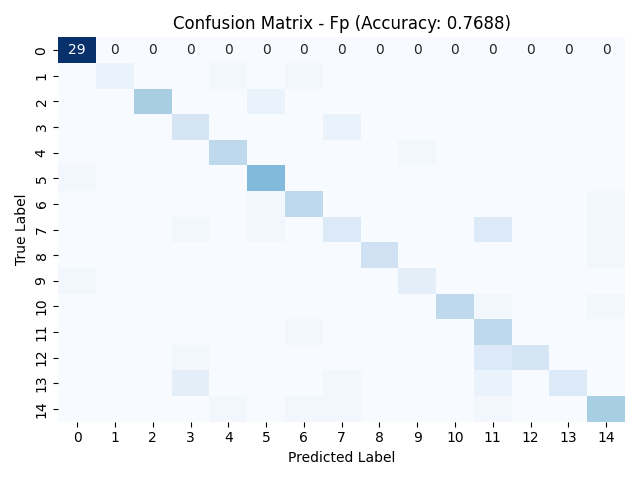 Confusion Matrix - Fp (Accuracy: 0.7688)
0 29 0 0 0 0 0 0 0 0 0 0 0 0 0 0
1
2
3
4
5
6
7
8
9
10
11
12
13
14
True Label
0 1 2 3 4 5 6 7 8 9 10 11 12 13 14
Predicted Label